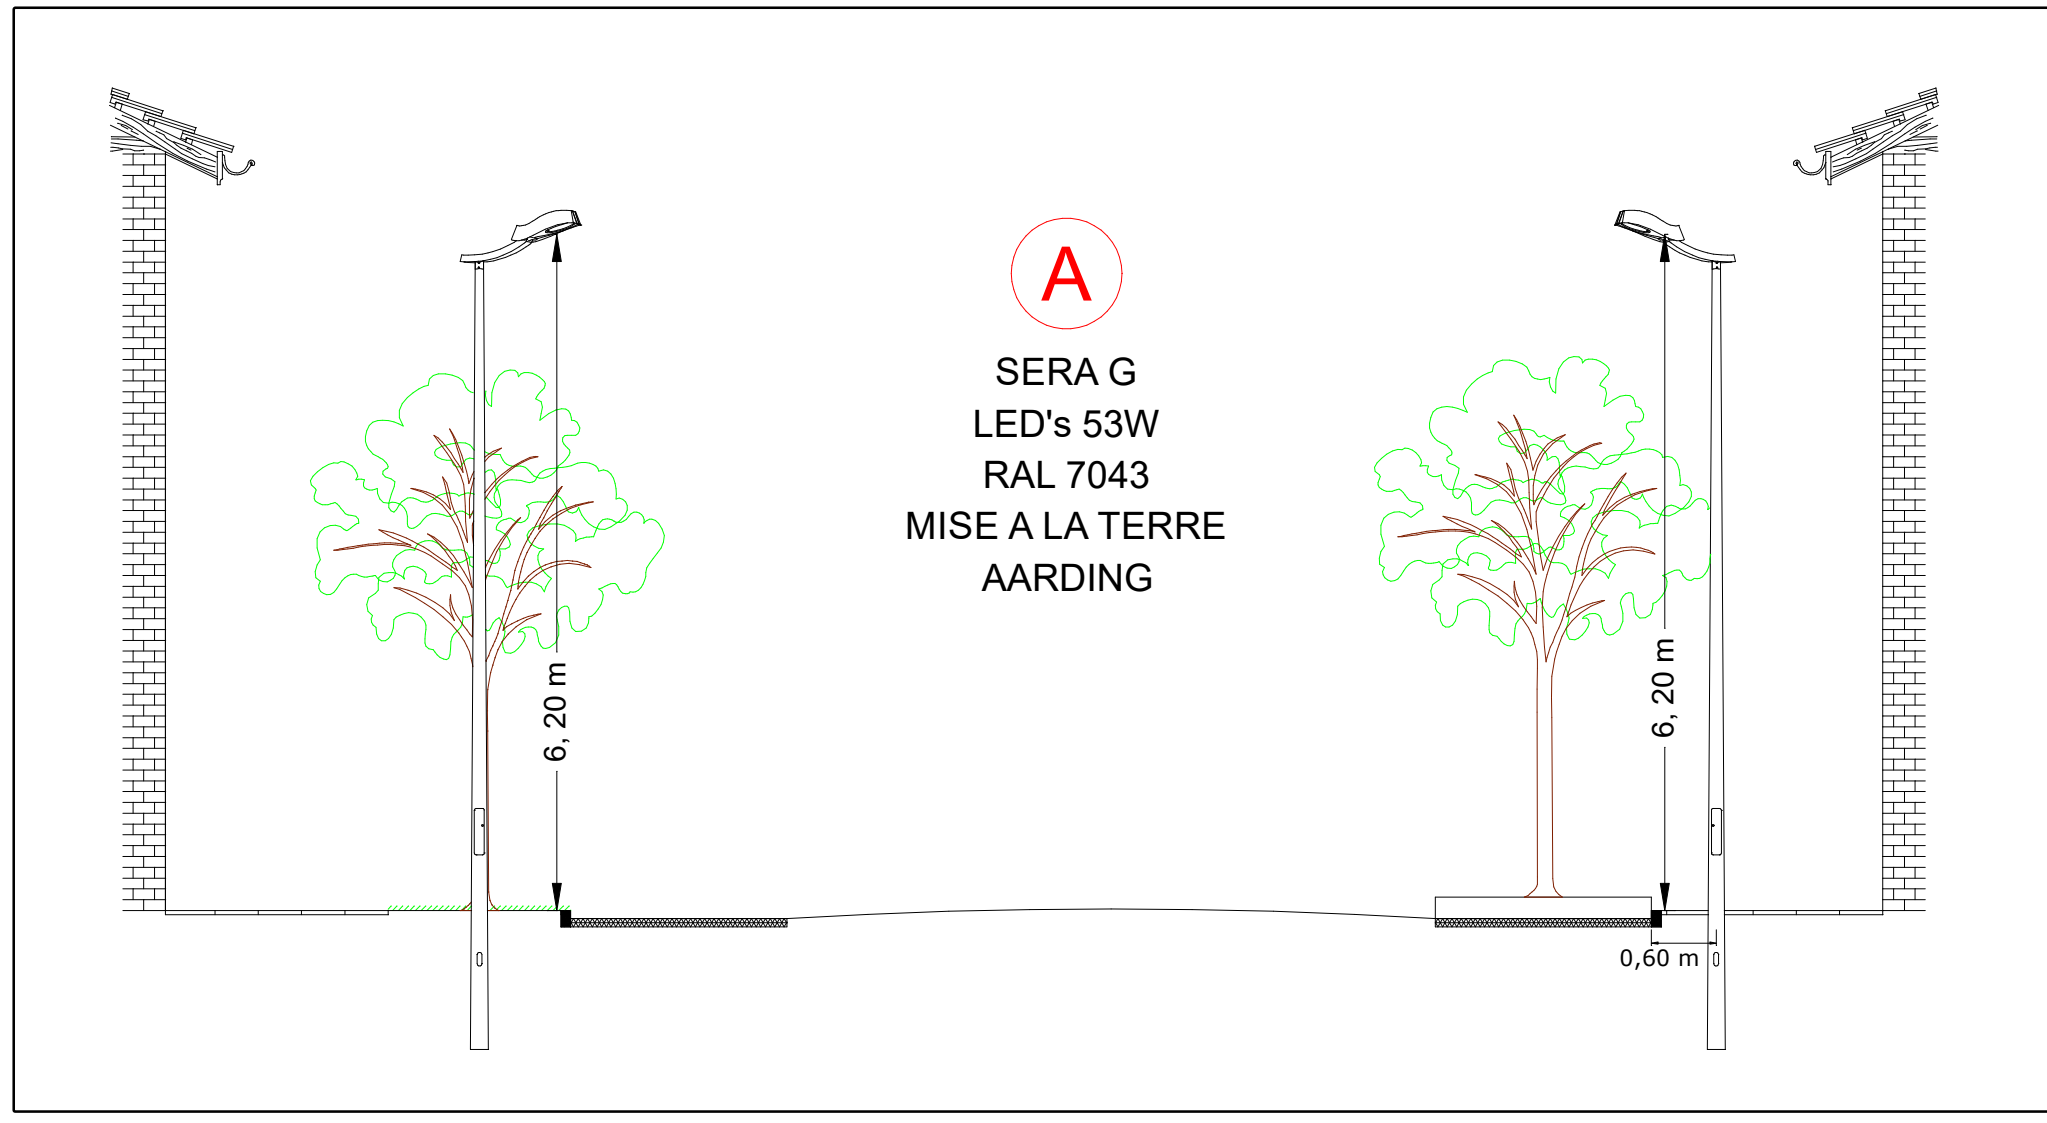 A
SERA G
LED's 53W
RAL 7043
MISE A LA TERRE
AARDING
6, 20 m
6, 20 m
0,60 m